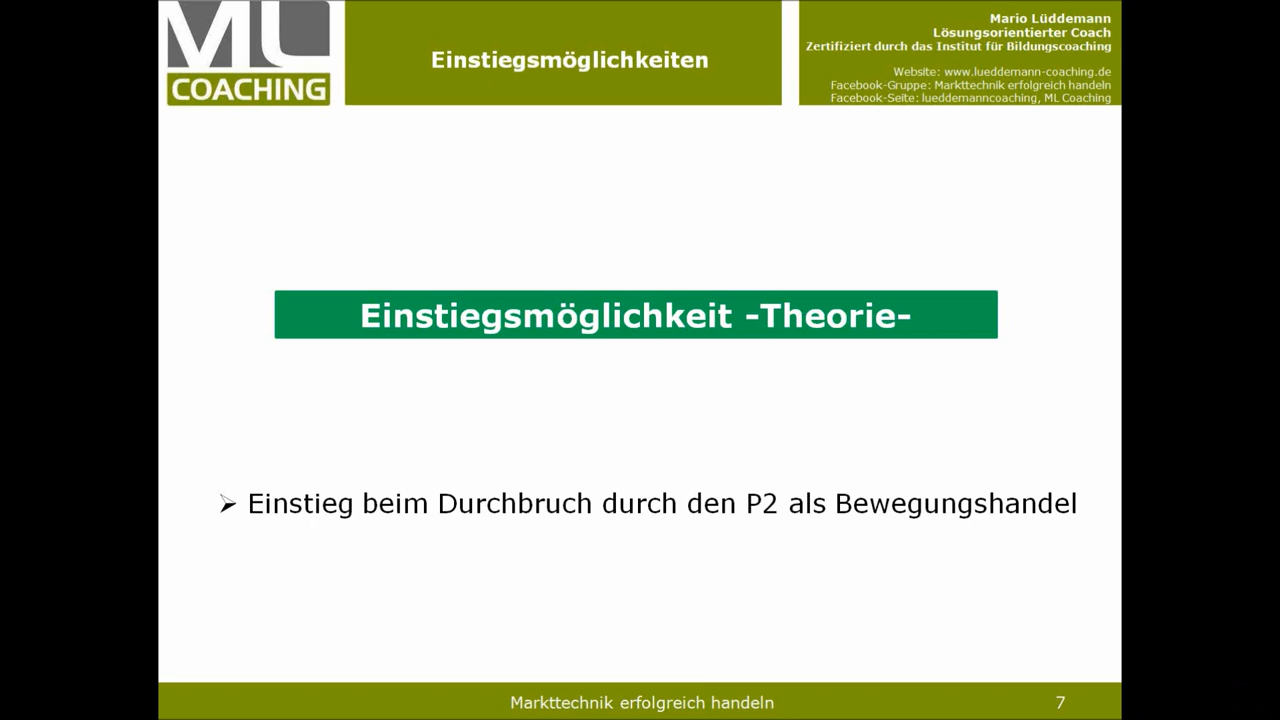 ML
COACHING
Einstiegsmöglichkeiten
Mario Lüddemann
Lösungsorientierter Coach
Zertifiziert durch das Institut für Bildungscoaching
Website: www.lueddemann-coaching.de
Facebook-Gruppe: Markttechnik erfolgreich handeln
Facebook-Seite: lueddemanncoaching, ML Coaching
Einstiegsmöglichkeit -Theorie-
➢ Einstieg beim Durchbruch durch den P2 als Bewegungshandel
Markttechnik erfolgreich handeln
7